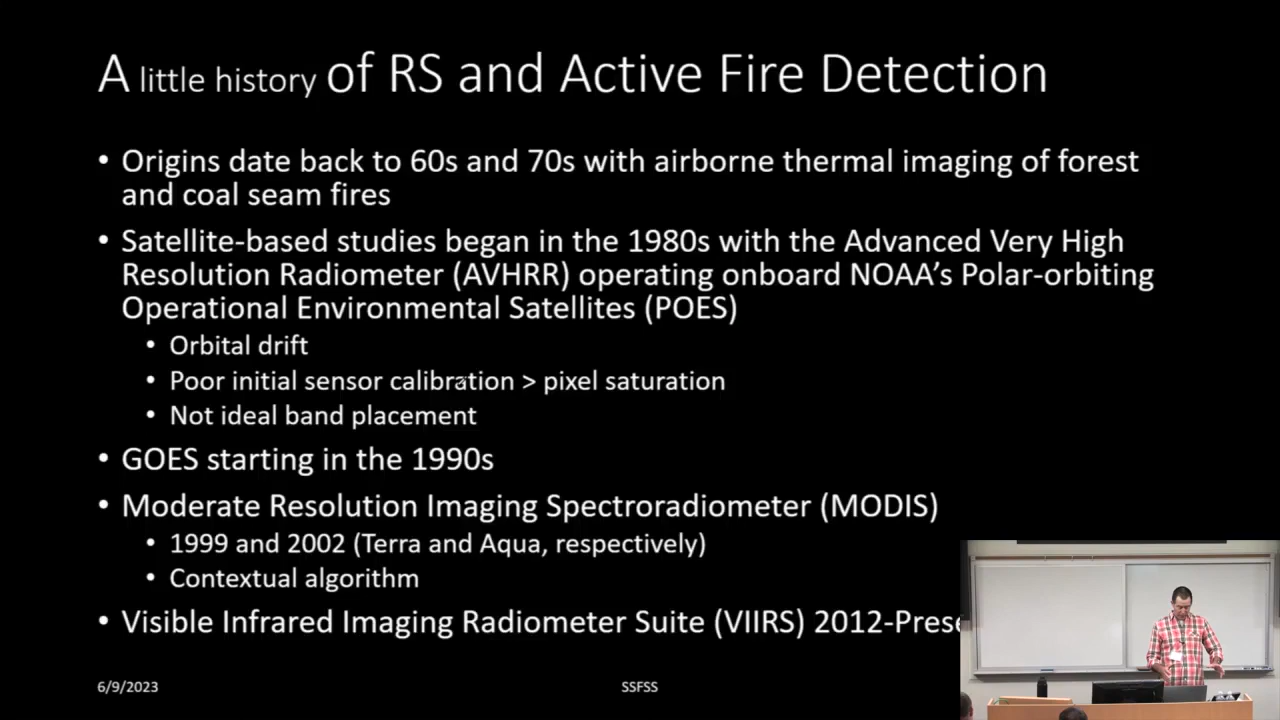 A little history of RS and Active Fire Detection
• Origins date back to 60s and 70s with airborne thermal imaging of forest
and coal seam fires
• Satellite-based studies began in the 1980s with the Advanced Very High
Resolution Radiometer (AVHRR) operating onboard NOAA’s Polar-orbiting
Operational Environmental Satellites (POES)
• Orbital drift
• Poor initial sensor calibration > pixel saturation
• Not ideal band placement
• GOES starting in the 1990s
• Moderate Resolution Imaging Spectroradiometer (MODIS)
• 1999 and 2002 (Terra and Aqua, respectively)
• Contextual algorithm
• Visible Infrared Imaging Radiometer Suite (VIIRS) 2012-Prese
6/9/2023
SSFSS